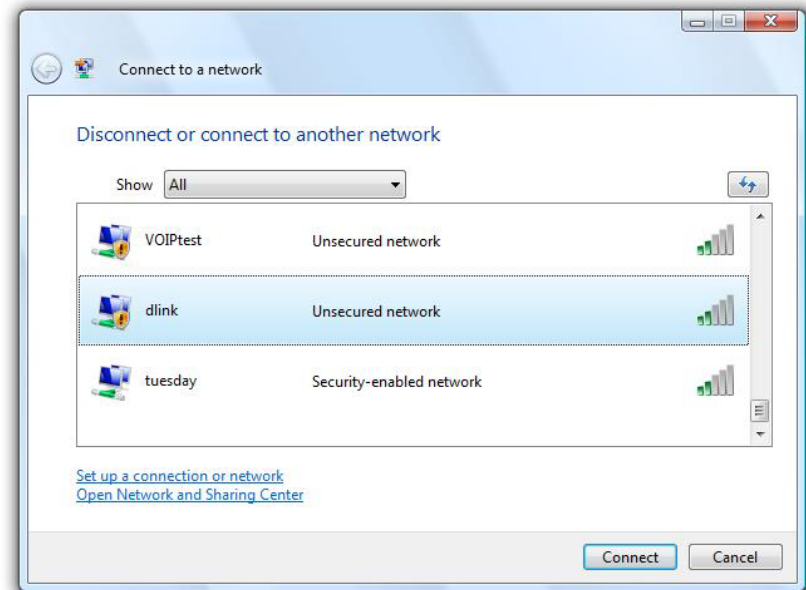 Connect to a network
Disconnect or connect to another network
Show All
VOIPtest Unsecured network
dlink Unsecured network
tuesday Security-enabled network
Set up a connection or network
Open Network and Sharing Center
Connect Cancel